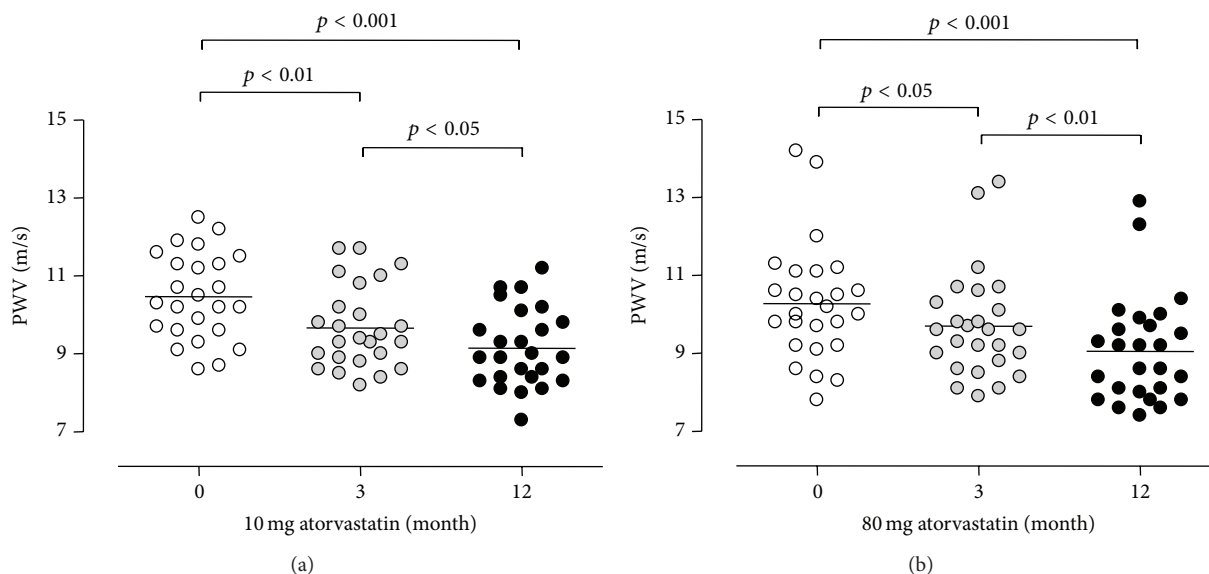 p < 0.001
p < 0.01
p < 0.05
PWV (m/s)
15
13
11
9
7
0 3 12
10 mg atorvastatin (month)
(a)
p < 0.001
p < 0.05
p < 0.01
PWV (m/s)
15
13
11
9
7
0 3 12
80 mg atorvastatin (month)
(b)